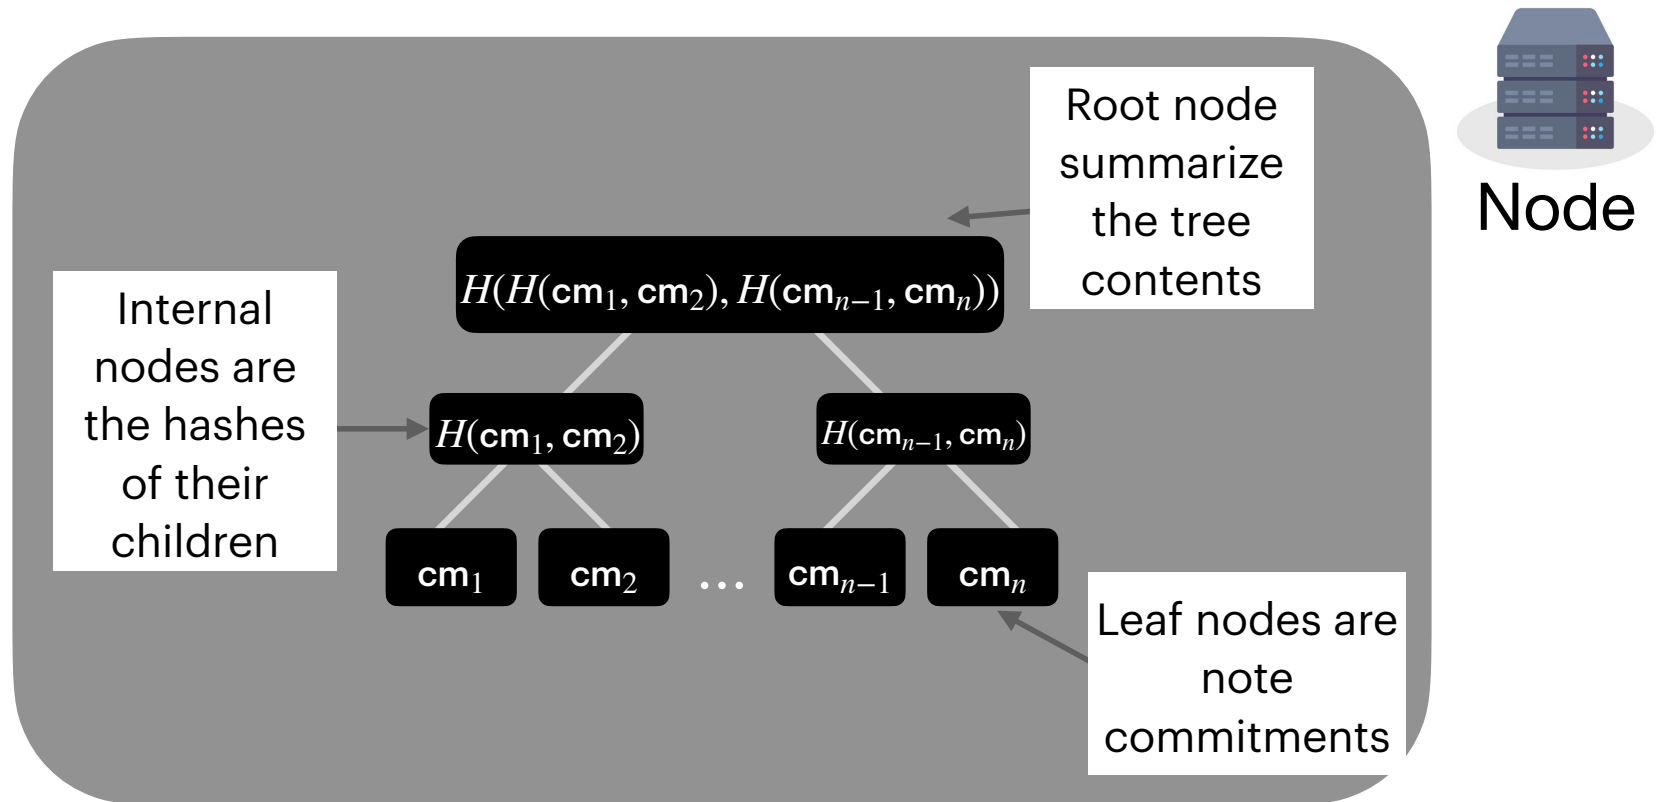 Root node
summarize
the tree
contents
Node
Internal
nodes are
the hashes
of their
children
H(H(cm₁, cm₂), H(cmₙ₋₁, cmₙ))
H(cm₁, cm₂)
H(cmₙ₋₁, cmₙ)
cm₁
cm₂
...
cmₙ₋₁
cmₙ
Leaf nodes are
note
commitments